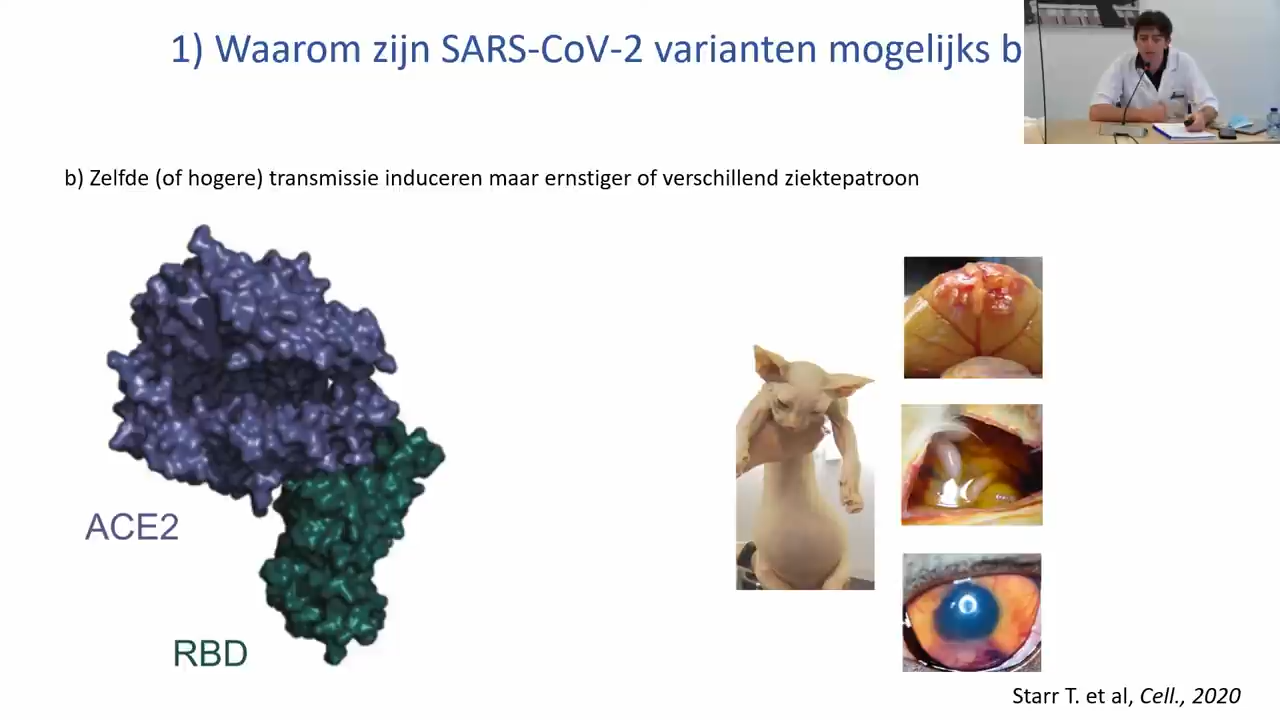 1) Waarom zijn SARS-CoV-2 varianten mogelijks b
b) Zelfde (of hogere) transmissie induceren maar ernstiger of verschillend ziektepatroon
ACE2
RBD
Starr T. et al, Cell., 2020